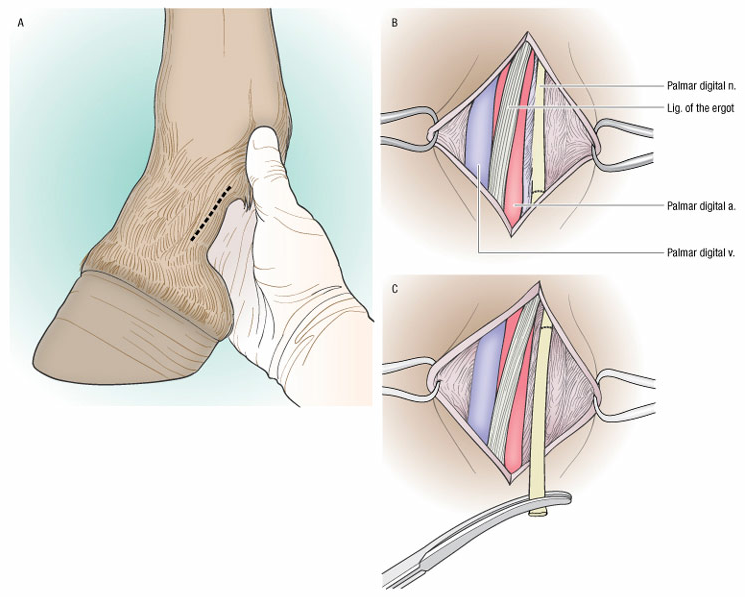 A
B
Palmar digital n.
Lig. of the ergot
Palmar digital a.
Palmar digital v.
C